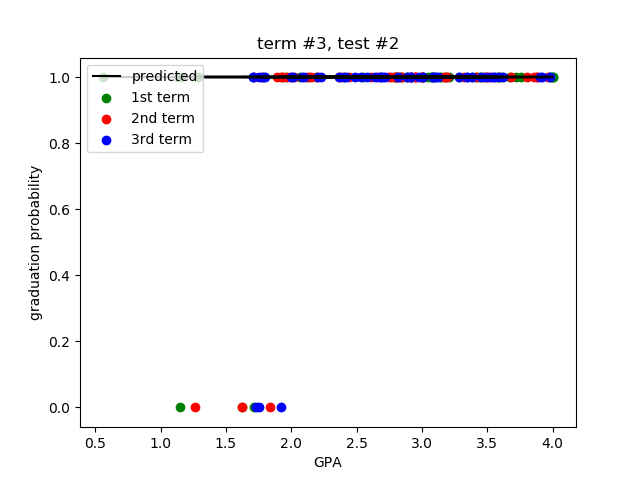 term #3, test #2
predicted
1st term
2nd term
3rd term
1.0
0.8
0.6
0.4
0.2
0.0
graduation probability
0.5
1.0
1.5
2.0
2.5
3.0
3.5
4.0
GPA